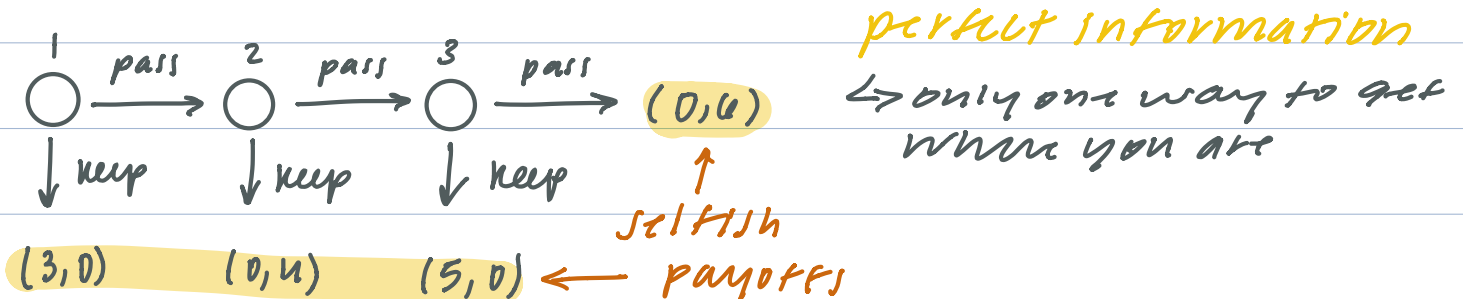 perfect information
1 2 3
pass pass pass
(0,6)
↳ only one way to get
where you are
keep keep keep
selfish
(3,0) (0,4) (5,0) ← payoffs